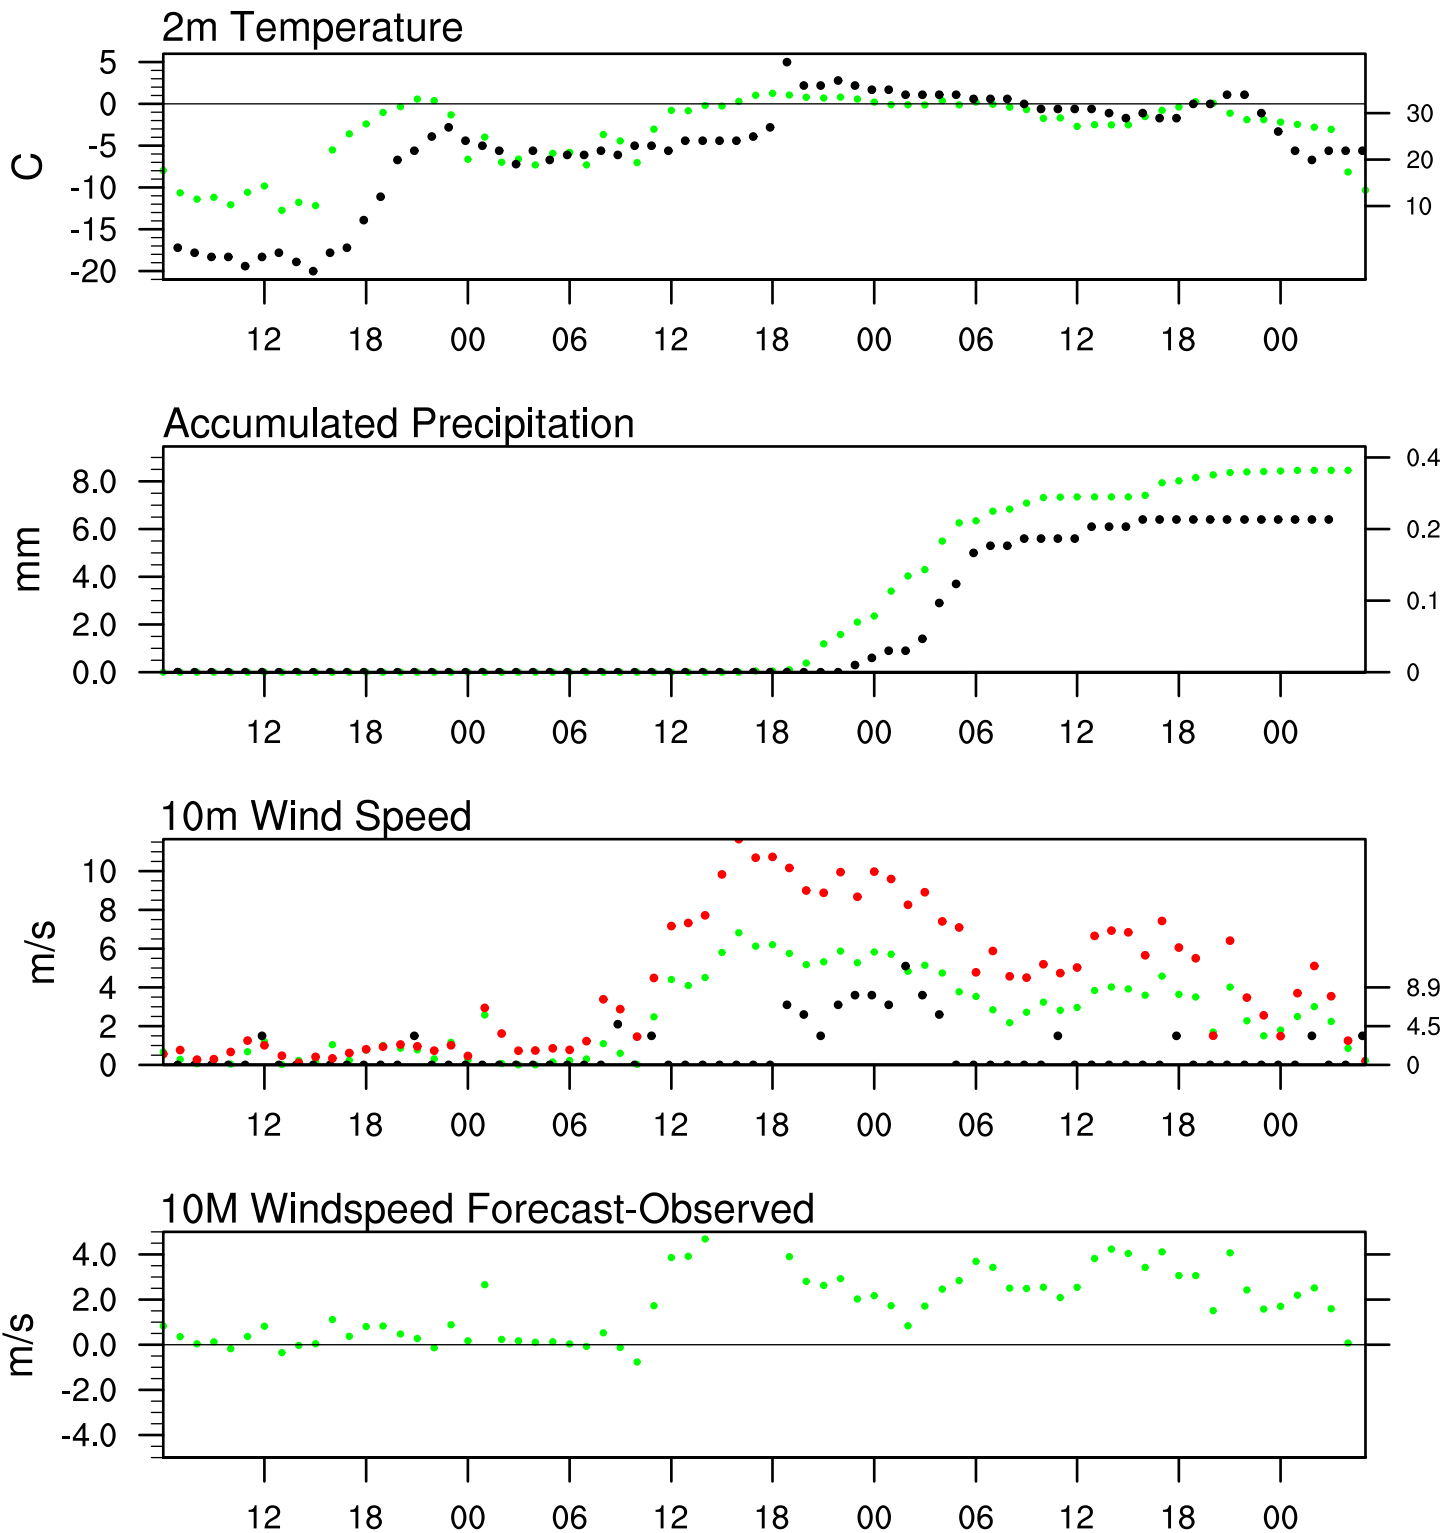 2m Temperature
5
0
-5
-10
-15
-20
C
30
20
10
12 18 00 06 12 18 00 06 12 18 00
Accumulated Precipitation
8.0
6.0
4.0
2.0
0.0
mm
0.4
0.2
0.1
0
12 18 00 06 12 18 00 06 12 18 00
10m Wind Speed
10
8
6
4
2
0
m/s
8.9
4.5
0
12 18 00 06 12 18 00 06 12 18 00
10M Windspeed Forecast-Observed
4.0
2.0
0.0
-2.0
-4.0
m/s
12 18 00 06 12 18 00 06 12 18 00